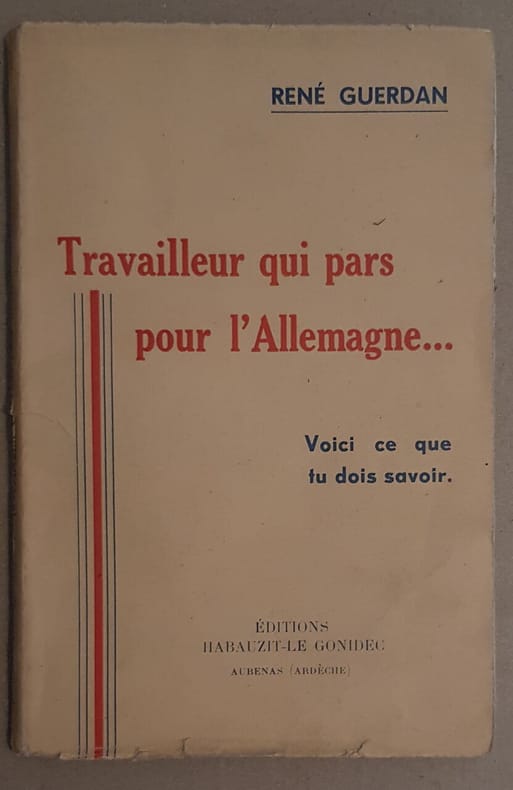 RENÉ GUERDAN
Travailleur qui pars
pour l'Allemagne...
Voici ce que
tu dois savoir.
ÉDITIONS
HABAUZIT-LE GONIDEC
AUBENAS (ARDÈCHE)